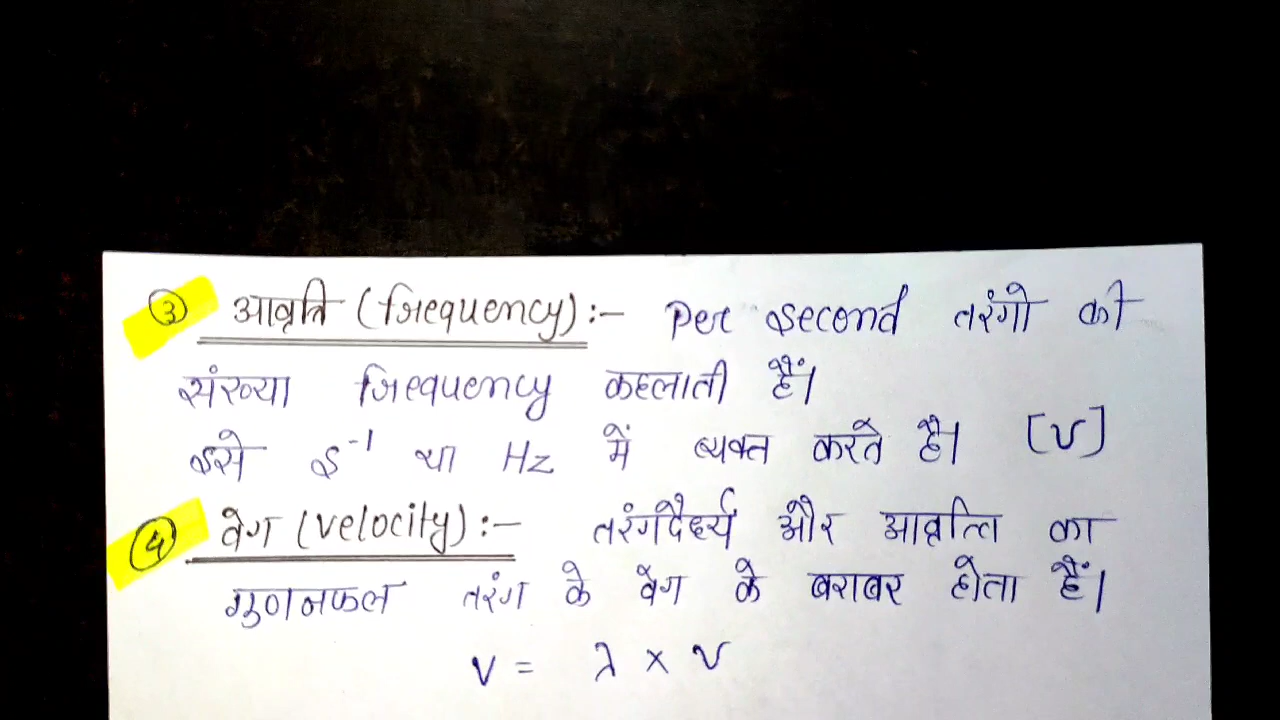 ③ आवृत्ति (frequency) :- Per second तरंगो की
संख्या frequency कहलाती हैं।
इसे s⁻¹ या Hz में व्यक्त करते है। [ν]
④ वेग (velocity) :- तरंगदैर्ध्य और आवृत्ति का
गुणनफल तरंग के वेग के बराबर होता हैं।
v = λ × ν